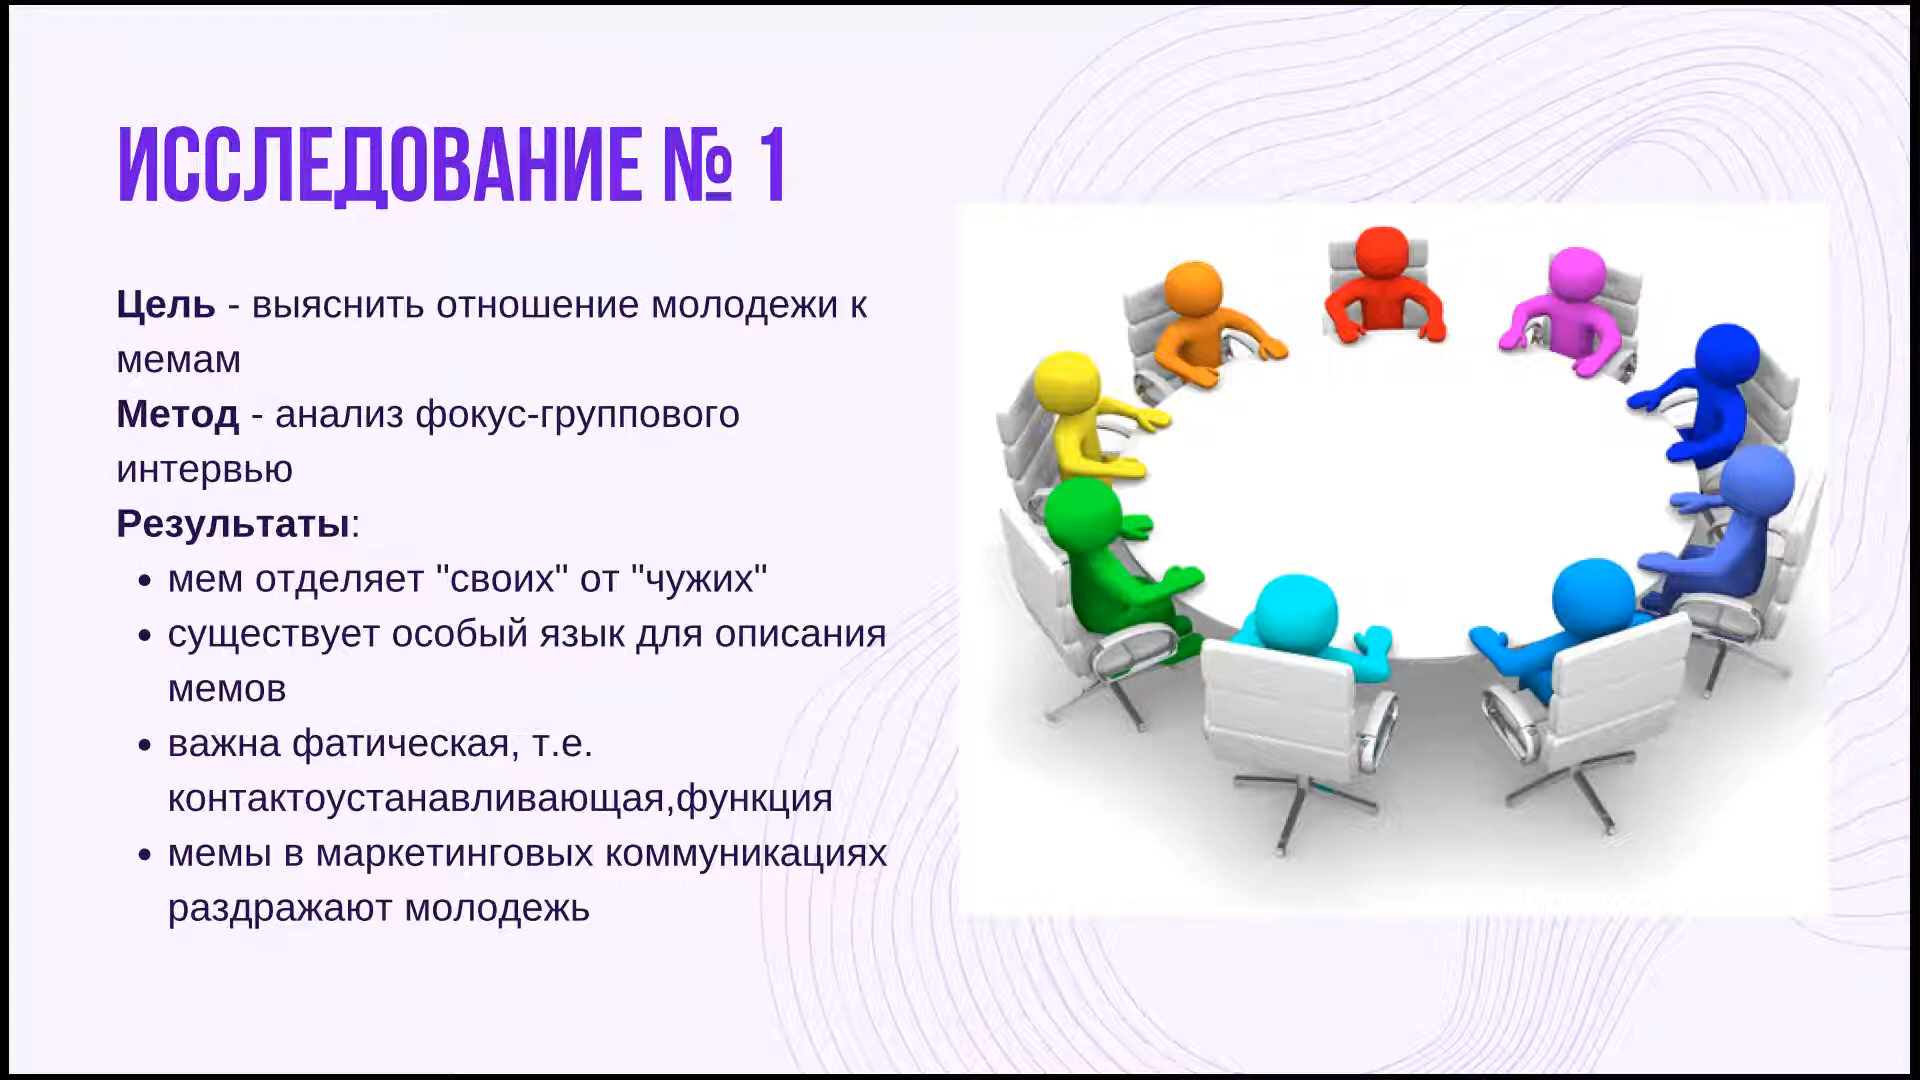 ИССЛЕДОВАНИЕ № 1
Цель - выяснить отношение молодежи к
мемам
Метод - анализ фокус-группового
интервью
Результаты:
• мем отделяет "своих" от "чужих"
• существует особый язык для описания
мемов
• важна фатическая, т.е.
контактоустанавливающая,функция
• мемы в маркетинговых коммуникациях
раздражают молодежь